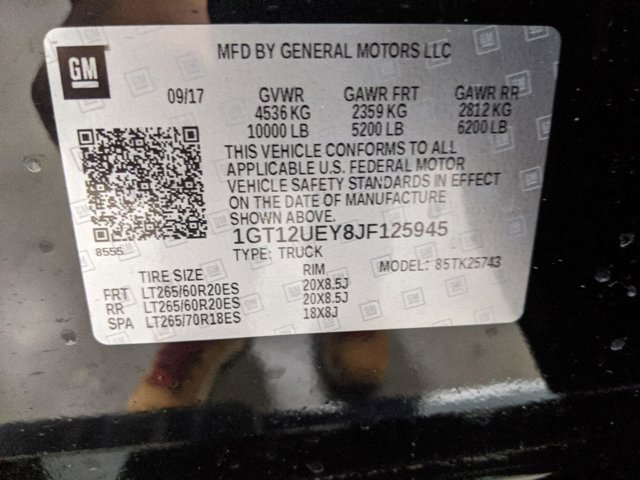 GM
MFD BY GENERAL MOTORS LLC
09/17 GVWR GAWR FRT GAWR RR
4536 KG 2359 KG 2812 KG
10000 LB 5200 LB 6200 LB
THIS VEHICLE CONFORMS TO ALL
APPLICABLE U.S. FEDERAL MOTOR
VEHICLE SAFETY STANDARDS IN EFFECT
ON THE DATE OF MANUFACTURE
SHOWN ABOVE.
8555
1GT12UEY8JF125945
TYPE: TRUCK MODEL: 85TK25743
TIRE SIZE RIM
FRT LT265/60R20ES 20X8.5J
RR LT265/60R20ES 20X8.5J
SPA LT265/70R18ES 18X8J